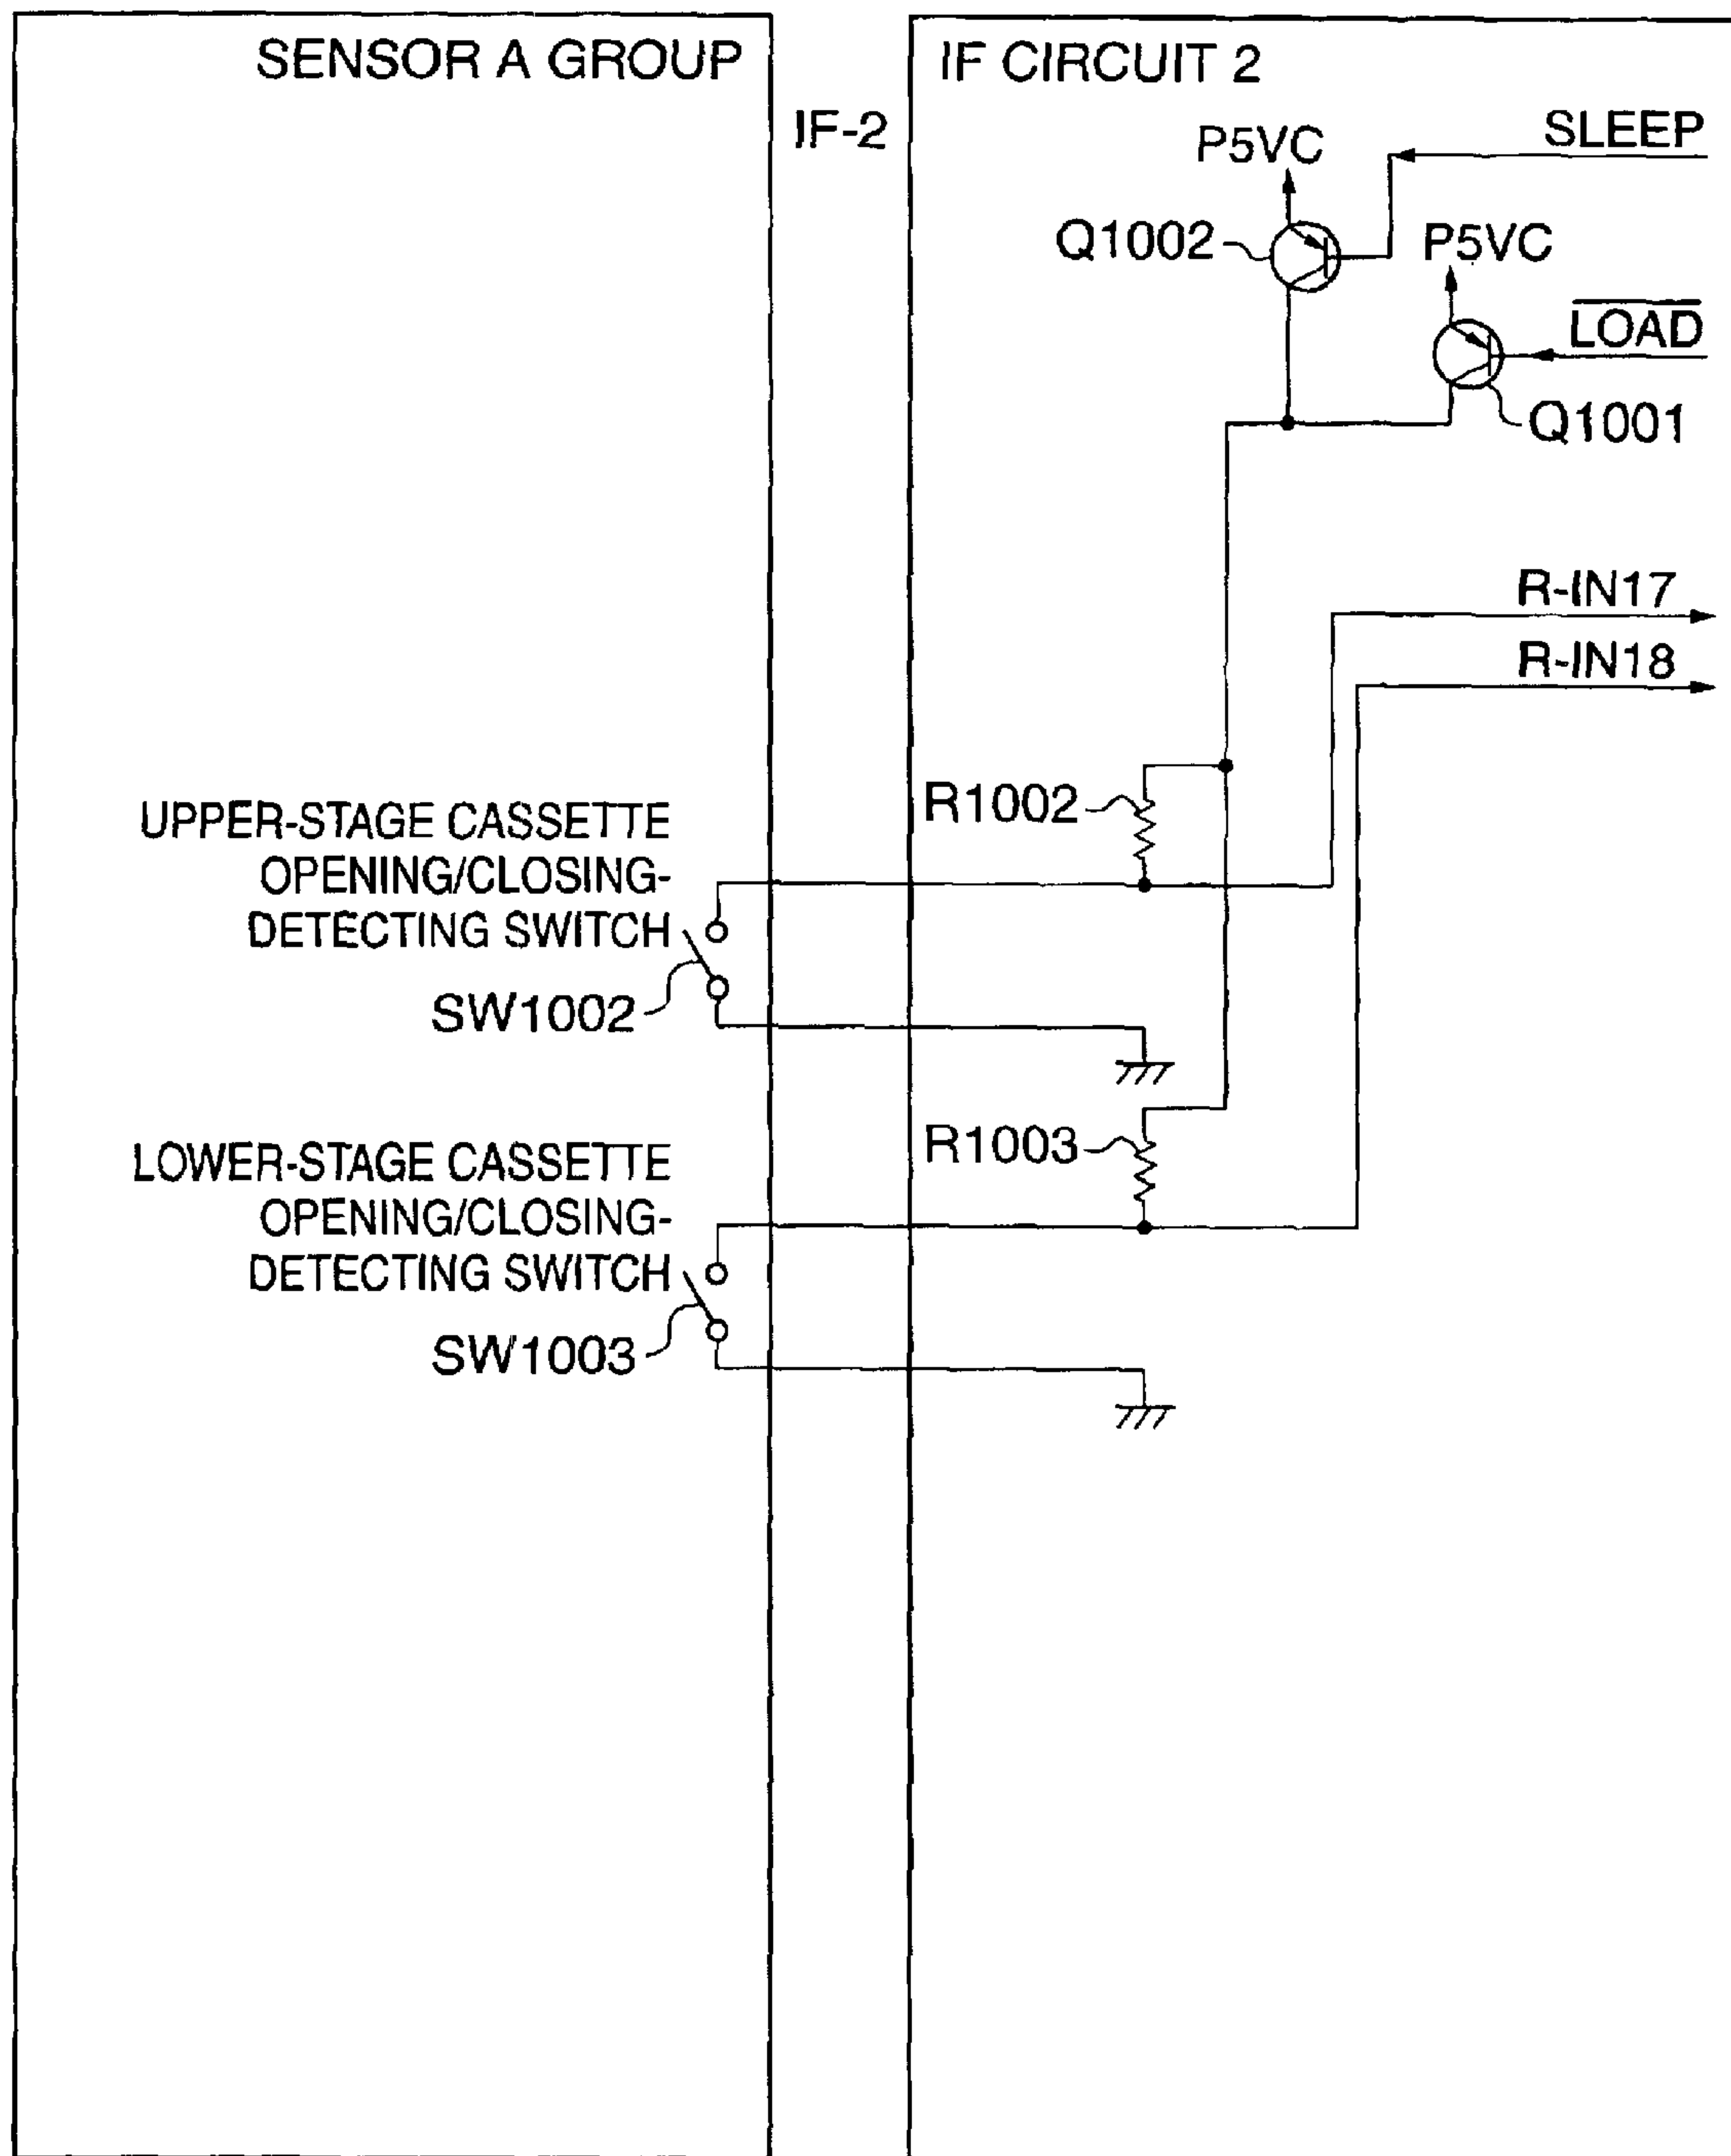 SENSOR A GROUP
IF-2
IF CIRCUIT 2
P5VC
SLEEP
Q1002
P5VC
LOAD
Q1001
R-IN17
R-IN18
R1002
UPPER-STAGE CASSETTE
OPENING/CLOSING-
DETECTING SWITCH
SW1002
R1003
LOWER-STAGE CASSETTE
OPENING/CLOSING-
DETECTING SWITCH
SW1003